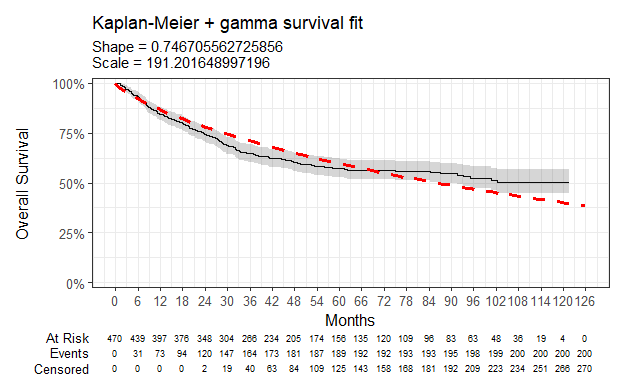 Kaplan-Meier + gamma survival fit
Shape = 0.746705562725856
Scale = 191.201648997196
100%
75%
50%
25%
0%
Overall Survival
0 6 12 18 24 30 36 42 48 54 60 66 72 78 84 90 96 102 108 114 120 126
Months
At Risk 470 439 397 376 348 304 266 234 205 174 156 135 120 109 96 83 63 48 36 19 4 0
Events 0 31 73 94 120 147 164 173 181 187 189 192 192 193 193 195 198 199 200 200 200 200
Censored 0 0 0 0 2 19 40 63 84 109 125 143 158 168 181 192 209 223 234 251 266 270